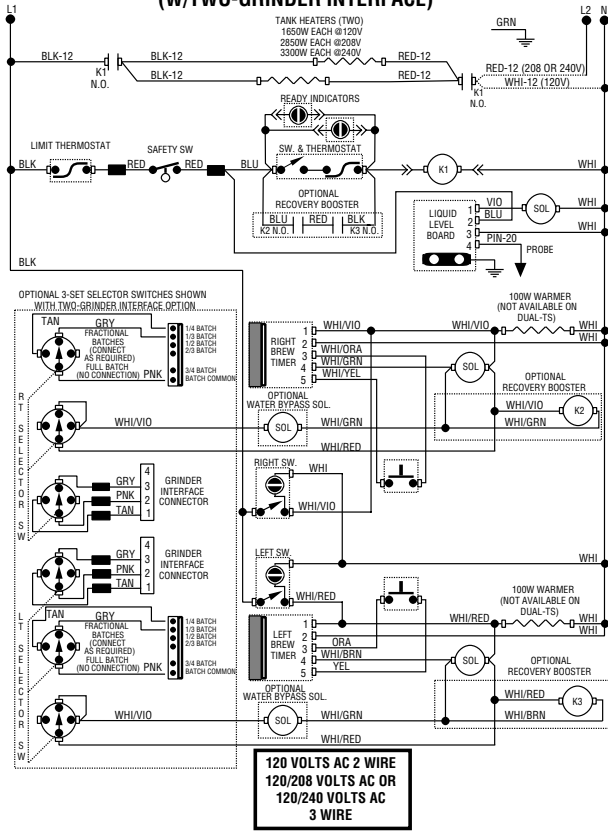 (W/TWO-GRINDER INTERFACE)
L1
L2 N
TANK HEATERS (TWO)
1650W EACH @120V
2850W EACH @208V
3300W EACH @240V
GRN
BLK-12
K1
N.O.
BLK-12
RED-12
RED-12
K1
N.O.
RED-12 (208 OR 240V)
WHI-12 (120V)
READY INDICATORS
LIMIT THERMOSTAT
SAFETY SW
SW. & THERMOSTAT
BLK
RED
RED
BLU
K1
WHI
OPTIONAL
RECOVERY BOOSTER
BLU
RED
BLK
K2 N.O.
K3 N.O.
LIQUID
LEVEL
BOARD
1
2
3
4
VIO
BLU
SOL
WHI
WHI
PIN-20
PROBE
BLK
OPTIONAL 3-SET SELECTOR SWITCHES SHOWN
WITH TWO-GRINDER INTERFACE OPTION
TAN
GRY
FRACTIONAL
BATCHES
(CONNECT
AS REQUIRED)
FULL BATCH
(NO CONNECTION)
PNK
1/4 BATCH
1/3 BATCH
1/2 BATCH
2/3 BATCH
3/4 BATCH
BATCH COMMON
RIGHT
BREW
TIMER
1
2
3
4
5
WHI/VIO
WHI/ORA
WHI/GRN
WHI/YEL
WHI/VIO
100W WARMER
(NOT AVAILABLE ON
DUAL-TS)
WHI
WHI
SOL
OPTIONAL
RECOVERY BOOSTER
WHI/VIO
K2
WHI/GRN
RT SELECTOR SW
WHI/VIO
OPTIONAL
WATER BYPASS SOL.
SOL
WHI/GRN
WHI/RED
GRY
PNK
TAN
4
3
2
1
GRINDER
INTERFACE
CONNECTOR
RIGHT SW.
WHI
WHI/VIO
GRY
PNK
TAN
4
3
2
1
GRINDER
INTERFACE
CONNECTOR
LEFT SW.
WHI
WHI/RED
LT SELECTOR SW
TAN
GRY
FRACTIONAL
BATCHES
(CONNECT
AS REQUIRED)
FULL BATCH
(NO CONNECTION)
PNK
1/4 BATCH
1/3 BATCH
1/2 BATCH
2/3 BATCH
3/4 BATCH
BATCH COMMON
LEFT
BREW
TIMER
1
2
3
4
5
ORA
WHI/BRN
YEL
WHI/RED
100W WARMER
(NOT AVAILABLE ON
DUAL-TS)
WHI
WHI
SOL
OPTIONAL
RECOVERY BOOSTER
WHI/RED
K3
WHI/BRN
WHI/VIO
OPTIONAL
WATER BYPASS SOL.
SOL
WHI/GRN
WHI/RED
120 VOLTS AC 2 WIRE
120/208 VOLTS AC OR
120/240 VOLTS AC
3 WIRE